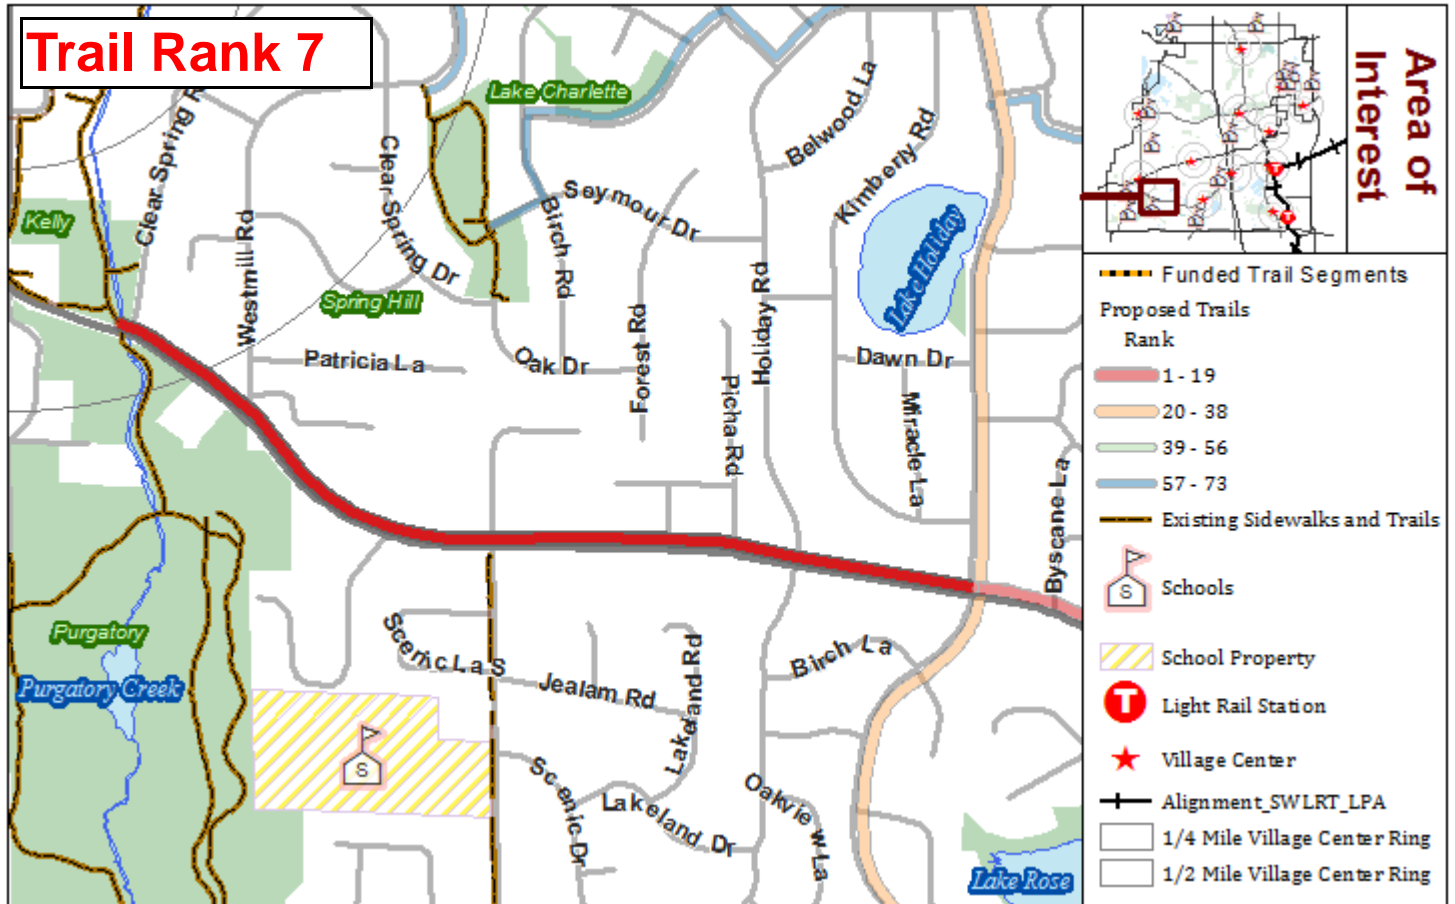 Trail Rank 7
Lake Charlette
Clear Spring R
Belwood La
Kimberly Rd
Clear Spring Dr
Seymour Dr
Kelly
Westmill Rd
Birch Rd
Lake Holiday
Spring Hill
Holiday Rd
Forest Rd
Patricia La
Oak Dr
Dawn Dr
Picha Rd
Miracle La
Byscane La
Purgatory
Purgatory Creek
Scenic La S
Jealam Rd
Lakeland Rd
Birch La
S
Scenic Dr
Lakeland Dr
Oakview La
Lake Rose
Area of
Interest
T
T
Funded Trail Segments
Proposed Trails
Rank
1 - 19
20 - 38
39 - 56
57 - 73
Existing Sidewalks and Trails
S
Schools
School Property
T
Light Rail Station
Village Center
Alignment_SWLRT_LPA
1/4 Mile Village Center Ring
1/2 Mile Village Center Ring